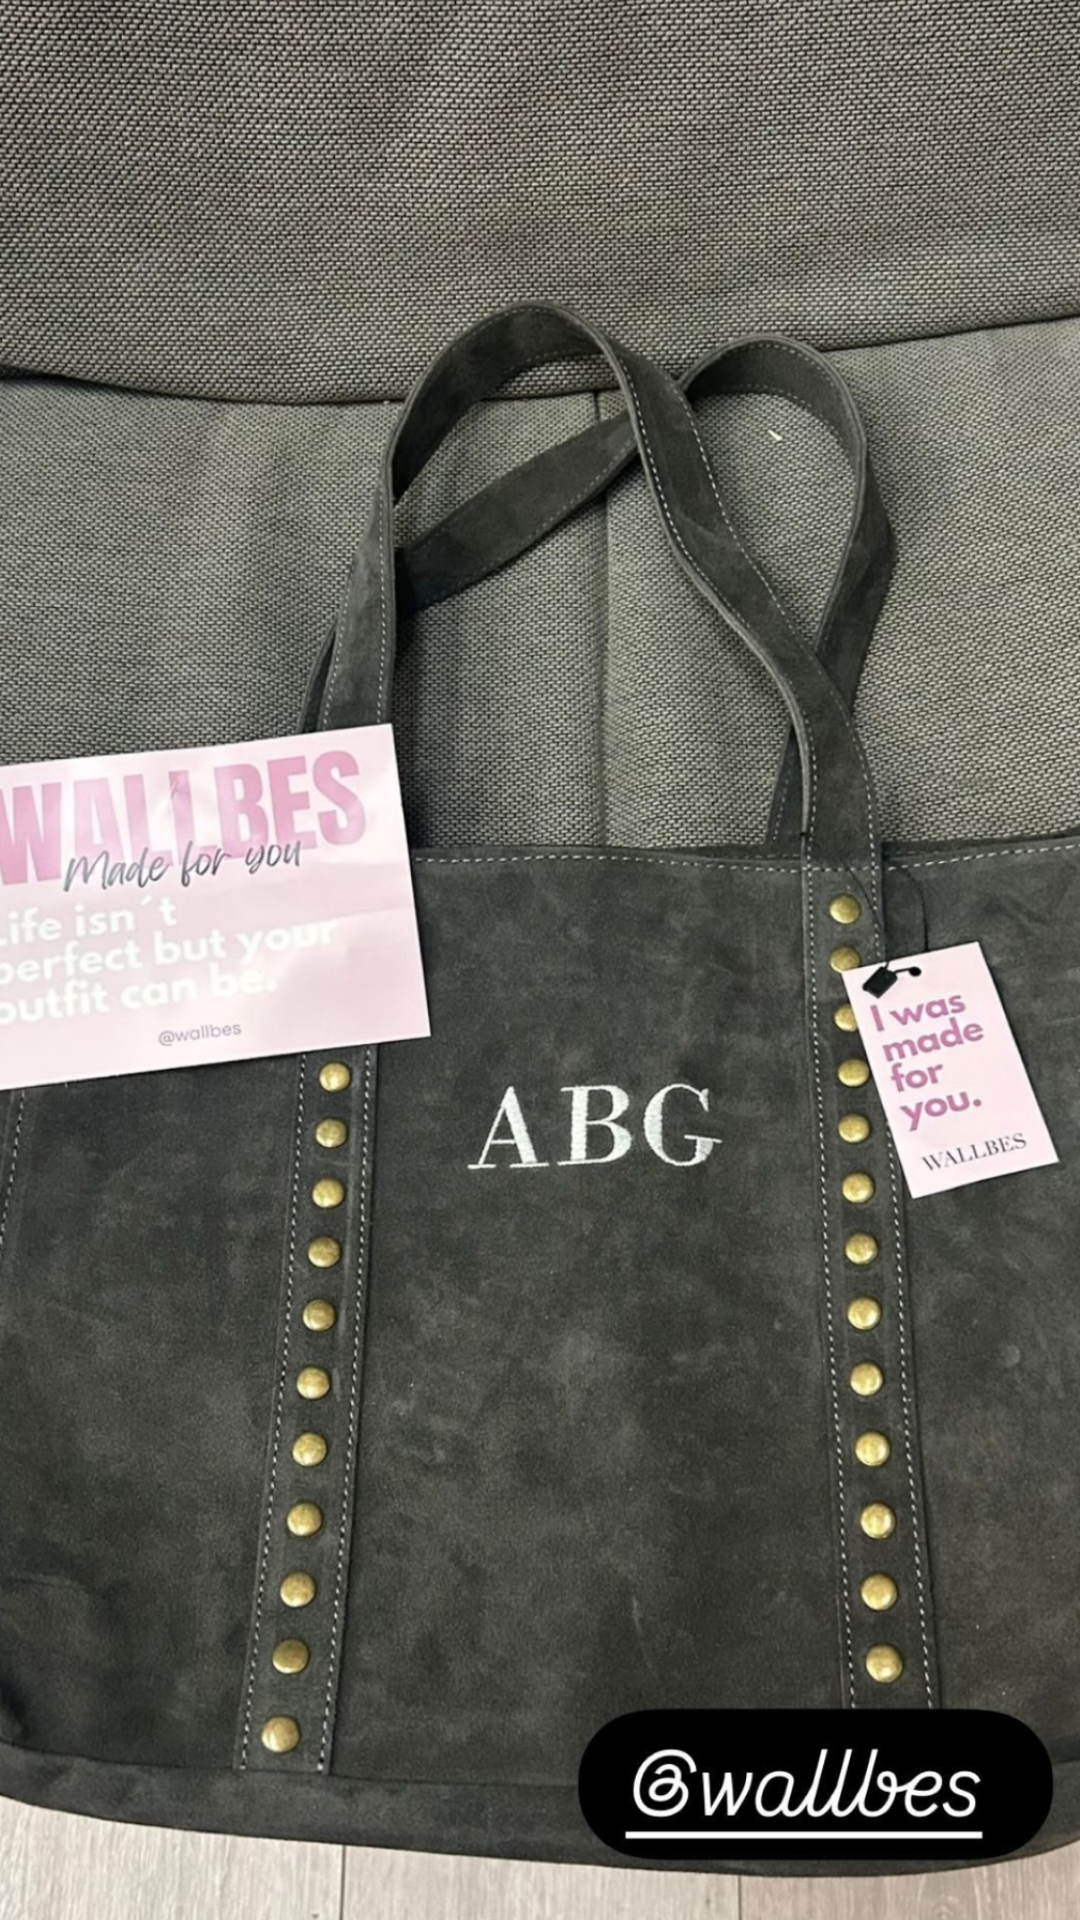 WALLBES
Made for you
Life isn´t
perfect but your
outfit can be.
@wallbes
I was
made
for
you.
WALLBES
ABG
@wallbes